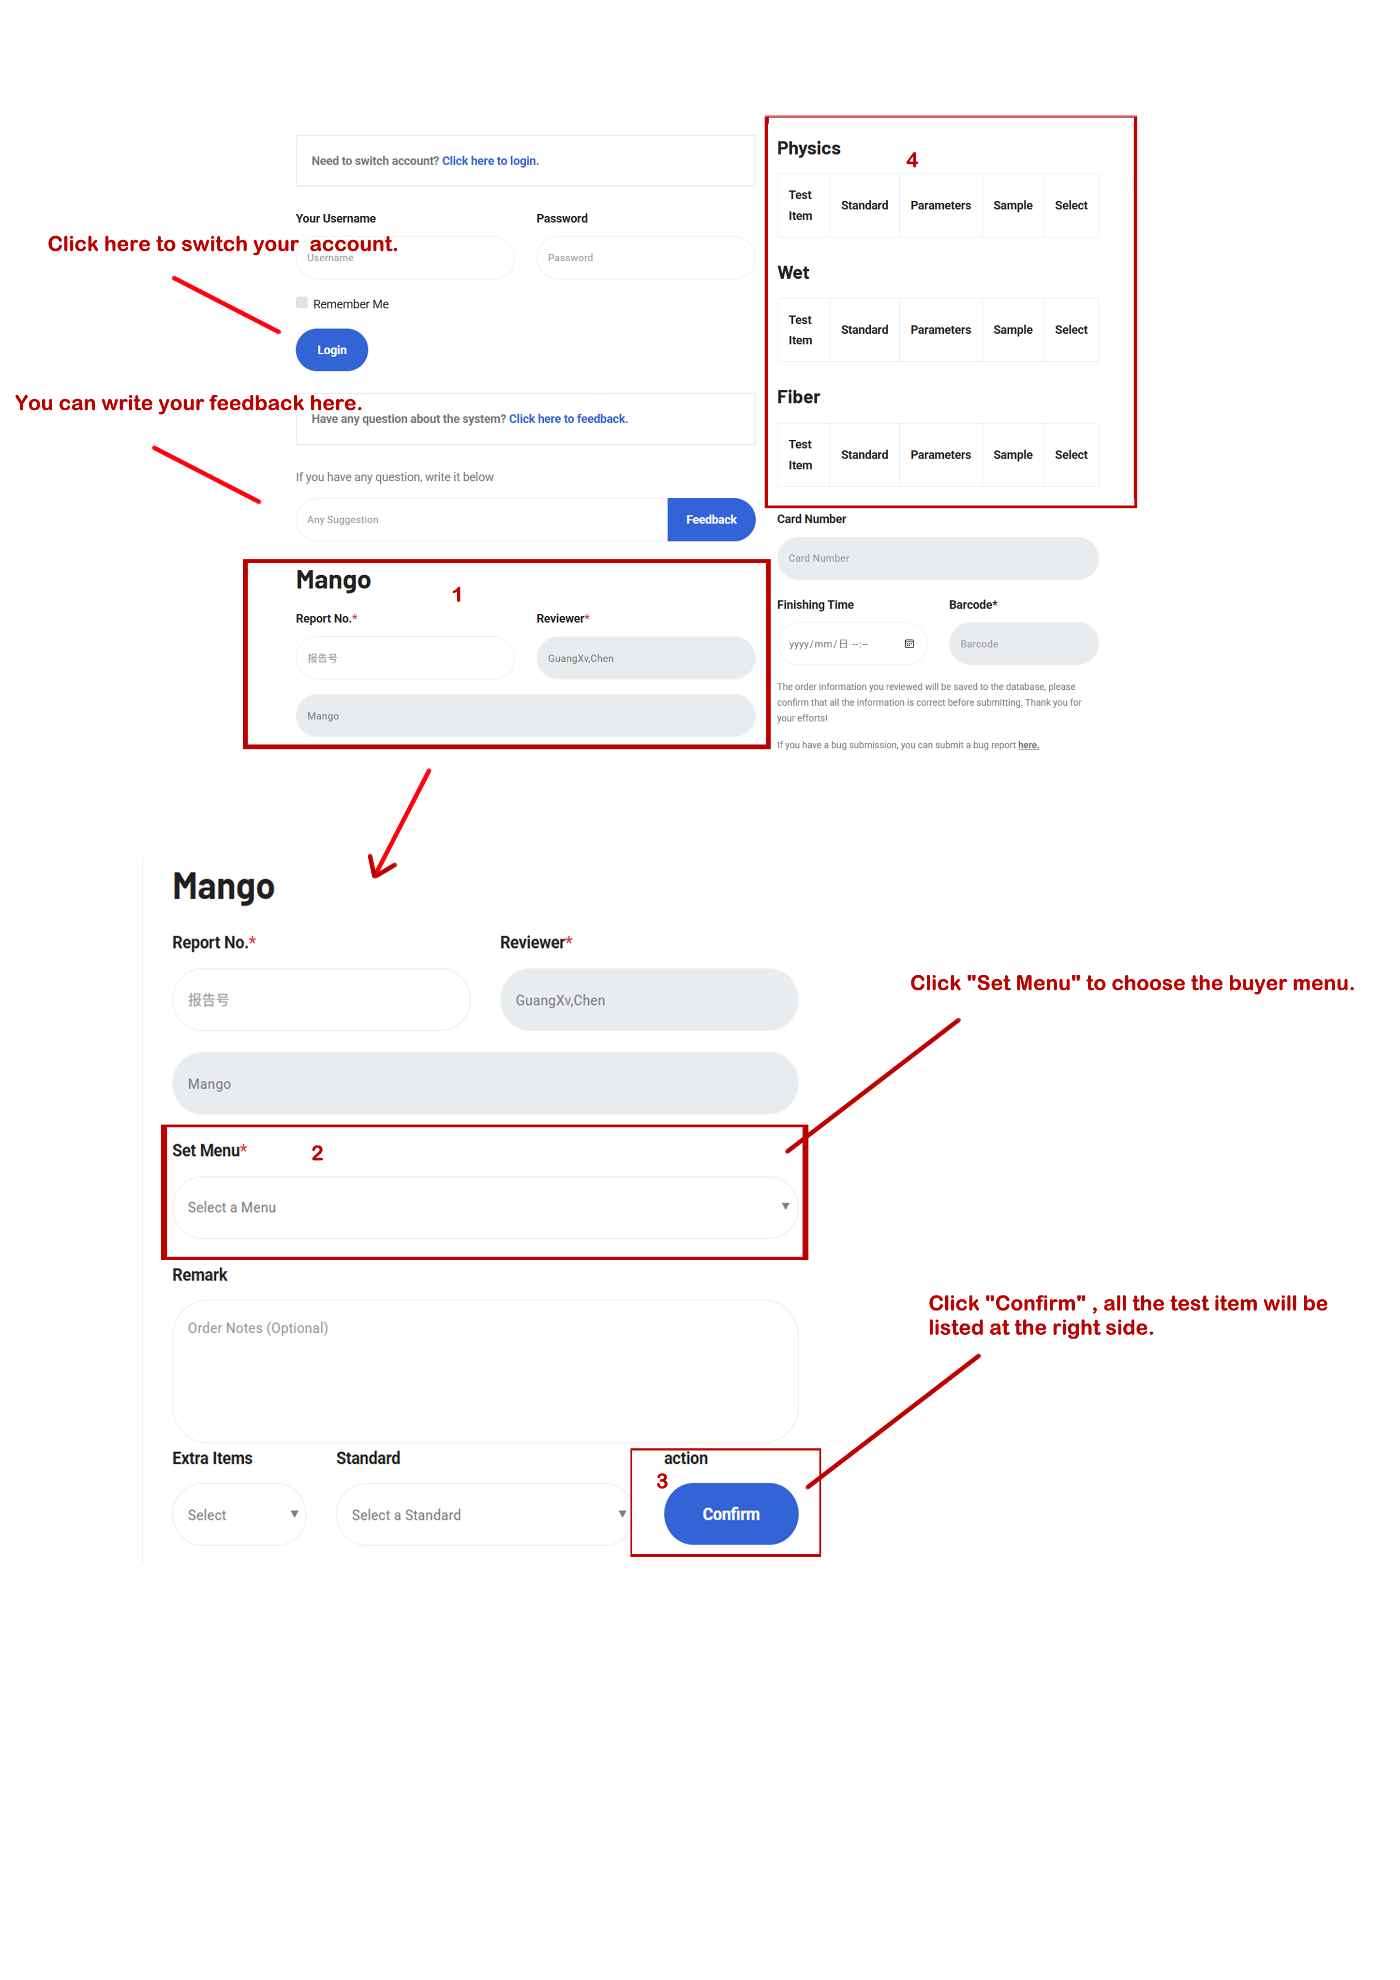 Need to switch account? Click here to login.
Your Username
Password
Click here to switch your  account.
Username
Password
Remember Me
Login
You can write your feedback here.
Have any question about the system? Click here to feedback.
If you have any question, write it below
Any Suggestion
Feedback
Mango
1
Report No.*
Reviewer*
报告号
GuangXv,Chen
Mango
Physics
4
Test Item
Standard
Parameters
Sample
Select
Wet
Test Item
Standard
Parameters
Sample
Select
Fiber
Test Item
Standard
Parameters
Sample
Select
Card Number
Card Number
Finishing Time
Barcode*
yyyy/mm/日 --:--
Barcode
The order information you reviewed will be saved to the database, please
confirm that all the information is correct before submitting. Thank you for
your efforts!
If you have a bug submission, you can submit a bug report here.
Mango
Report No.*
Reviewer*
报告号
GuangXv,Chen
Mango
Click "Set Menu" to choose the buyer menu.
Set Menu*
2
Select a Menu
Remark
Order Notes (Optional)
Click "Confirm" , all the test item will be
listed at the right side.
Extra Items
Standard
action
3
Select
Select a Standard
Confirm